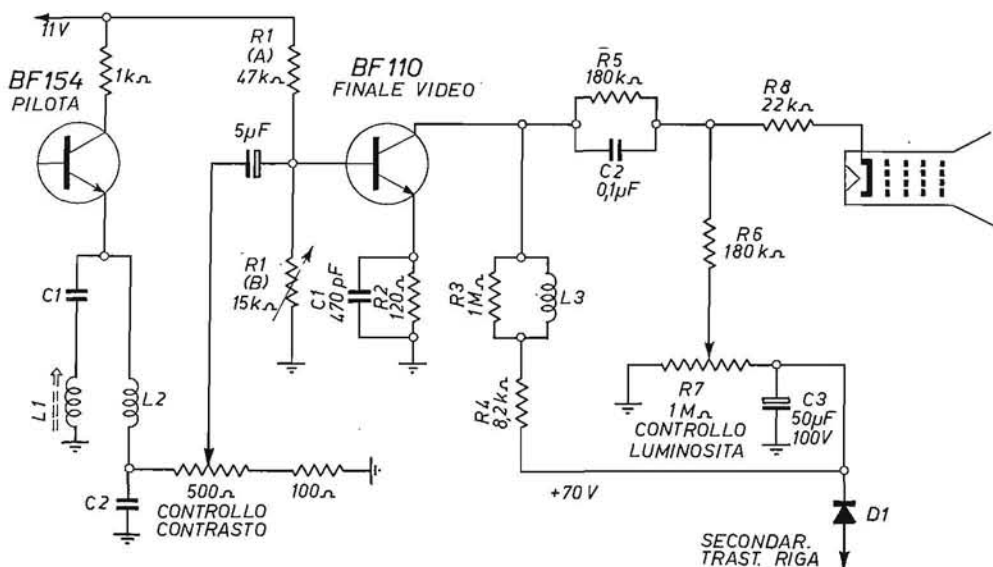 11V
BF154
PILOTA
1kΩ
R1
(A)
47kΩ
BF110
FINALE VIDEO
5µF
R1
(B)
15kΩ
C1
470pF
R2
120Ω
R5
180kΩ
C2
0,1µF
R8
22kΩ
R6
180kΩ
R3
1MΩ
L3
R4
8,2kΩ
R7
1MΩ
CONTROLLO
LUMINOSITA
C3
50µF
100V
C1
L1
L2
C2
500Ω
CONTROLLO
CONTRASTO
100Ω
+70V
D1
SECONDAR.
TRAST. RIGA